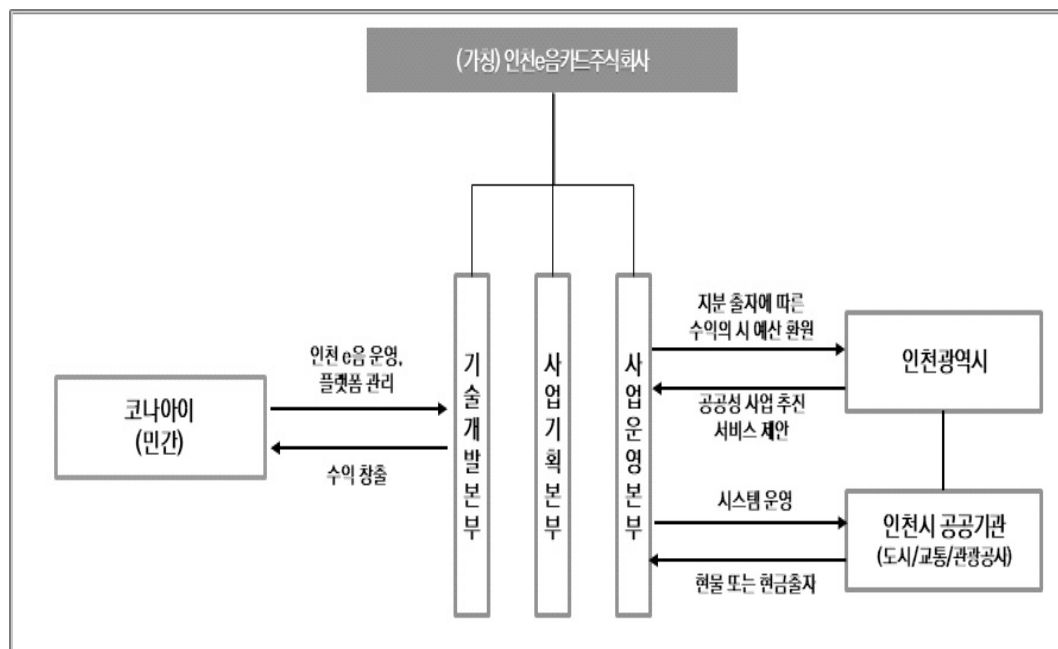 (가칭) 인천e음카드주식회사
기술개발본부
사업기획본부
사업운영본부
코나아이
(민간)
인천 e음 운영,
플랫폼 관리
수익 창출
지분 출자에 따른
수익의 시 예산 환원
공공성 사업 추진
서비스 제안
인천광역시
시스템 운영
현물 또는 현금출자
인천시 공공기관
(도시/교통/관광공사)